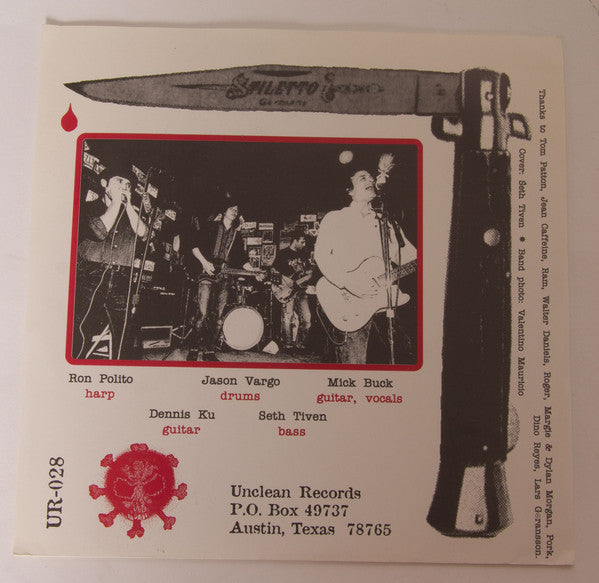 Stiletto
Germany
Thanks to Tom Patton, Jean Caffeine, Ram, Walter Daniels, Roger, Margie & Dylan Morgan, Pork,
Dino Reyes, Lars Goransson.
Cover: Seth Tiven * Band photo: Valentino Mauricio
Ron Polito
harp
Jason Vargo
drums
Mick Buck
guitar, vocals
Dennis Ku
guitar
Seth Tiven
bass
UR-028
Unclean Records
P.O. Box 49737
Austin, Texas 78765